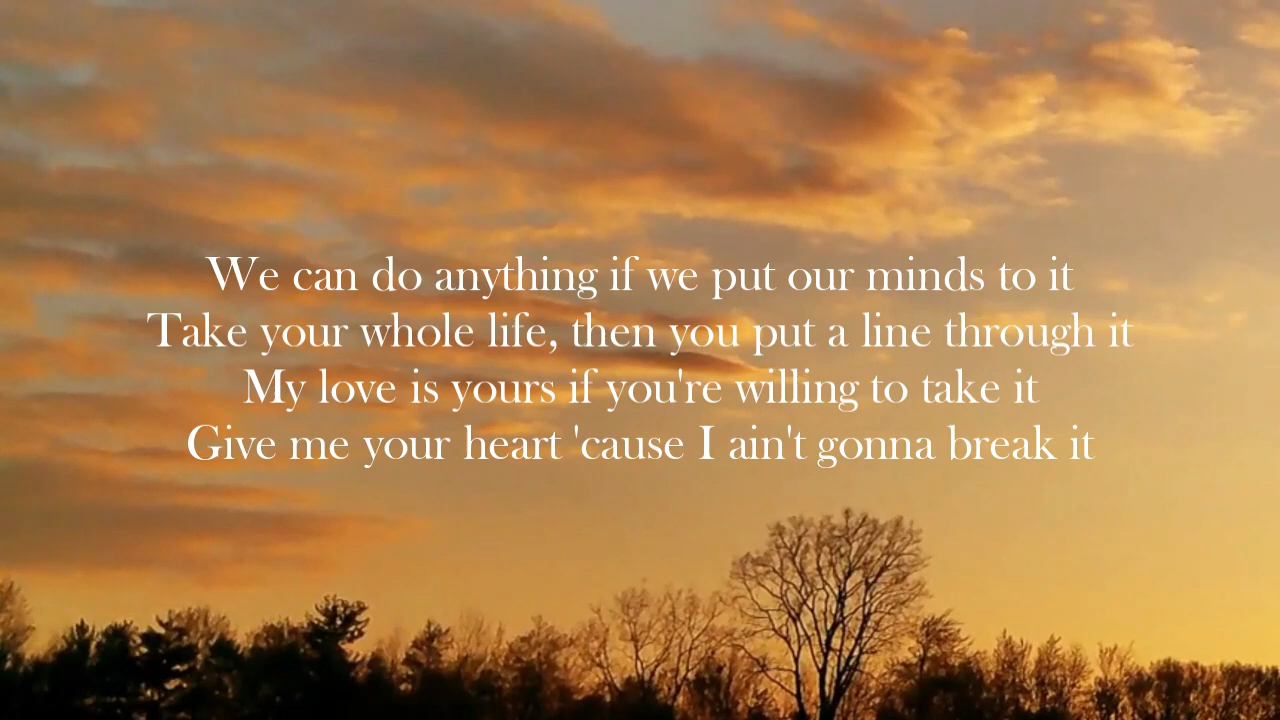 We can do anything if we put our minds to it
Take your whole life, then you put a line through it
My love is yours if you're willing to take it
Give me your heart 'cause I ain't gonna break it